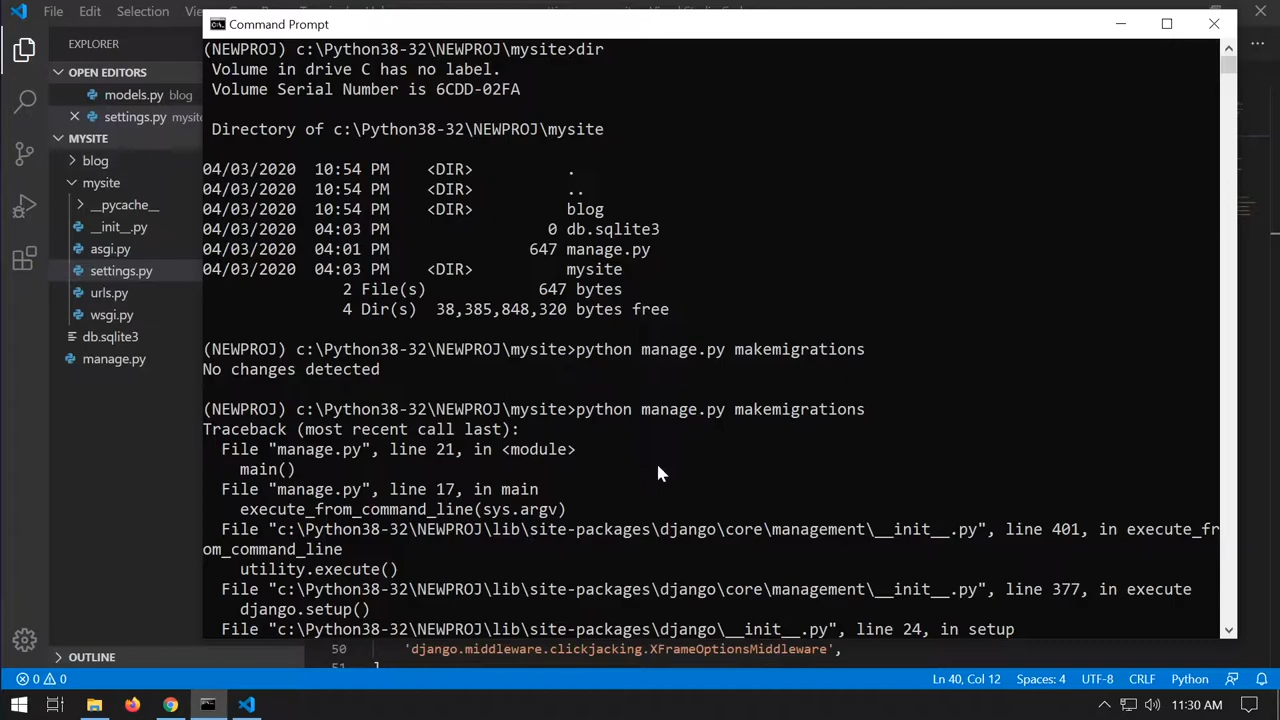 File Edit Selection
Command Prompt
EXPLORER
OPEN EDITORS
models.py blog
settings.py mysite
MYSITE
blog
mysite
__pycache__
__init__.py
asgi.py
settings.py
urls.py
wsgi.py
db.sqlite3
manage.py
OUTLINE
(NEWPROJ) c:\Python38-32\NEWPROJ\mysite>dir
Volume in drive C has no label.
Volume Serial Number is 6CDD-02FA
Directory of c:\Python38-32\NEWPROJ\mysite
04/03/2020 10:54 PM <DIR> .
04/03/2020 10:54 PM <DIR> ..
04/03/2020 10:54 PM <DIR> blog
04/03/2020 04:03 PM 0 db.sqlite3
04/03/2020 04:01 PM 647 manage.py
04/03/2020 04:03 PM <DIR> mysite
2 File(s) 647 bytes
4 Dir(s) 38,385,848,320 bytes free
(NEWPROJ) c:\Python38-32\NEWPROJ\mysite>python manage.py makemigrations
No changes detected
(NEWPROJ) c:\Python38-32\NEWPROJ\mysite>python manage.py makemigrations
Traceback (most recent call last):
File "manage.py", line 21, in <module>
main()
File "manage.py", line 17, in main
execute_from_command_line(sys.argv)
File "c:\Python38-32\NEWPROJ\lib\site-packages\django\core\management\__init__.py", line 401, in execute_fr
om_command_line
utility.execute()
File "c:\Python38-32\NEWPROJ\lib\site-packages\django\core\management\__init__.py", line 377, in execute
django.setup()
File "c:\Python38-32\NEWPROJ\lib\site-packages\django\__init__.py", line 24, in setup
50 'django.middleware.clickjacking.XFrameOptionsMiddleware',
51 ]
0 0 Ln 40, Col 12 Spaces: 4 UTF-8 CRLF Python
11:30 AM